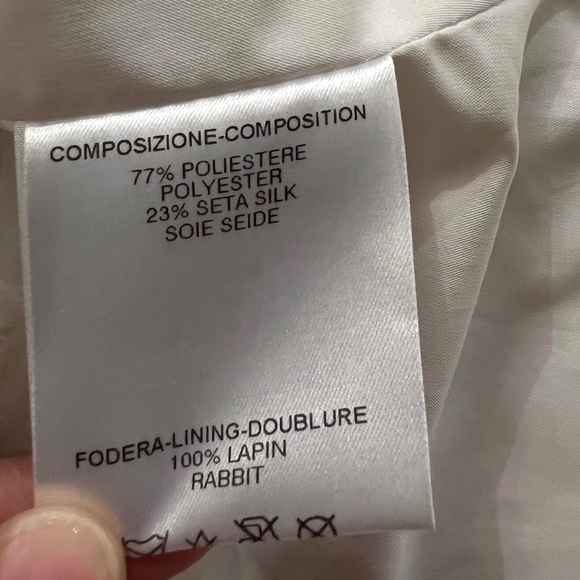 COMPOSIZIONE-COMPOSITION
77% POLIESTERE
POLYESTER
23% SETA SILK
SOIE SEIDE
FODERA-LINING-DOUBLURE
100% LAPIN
RABBIT